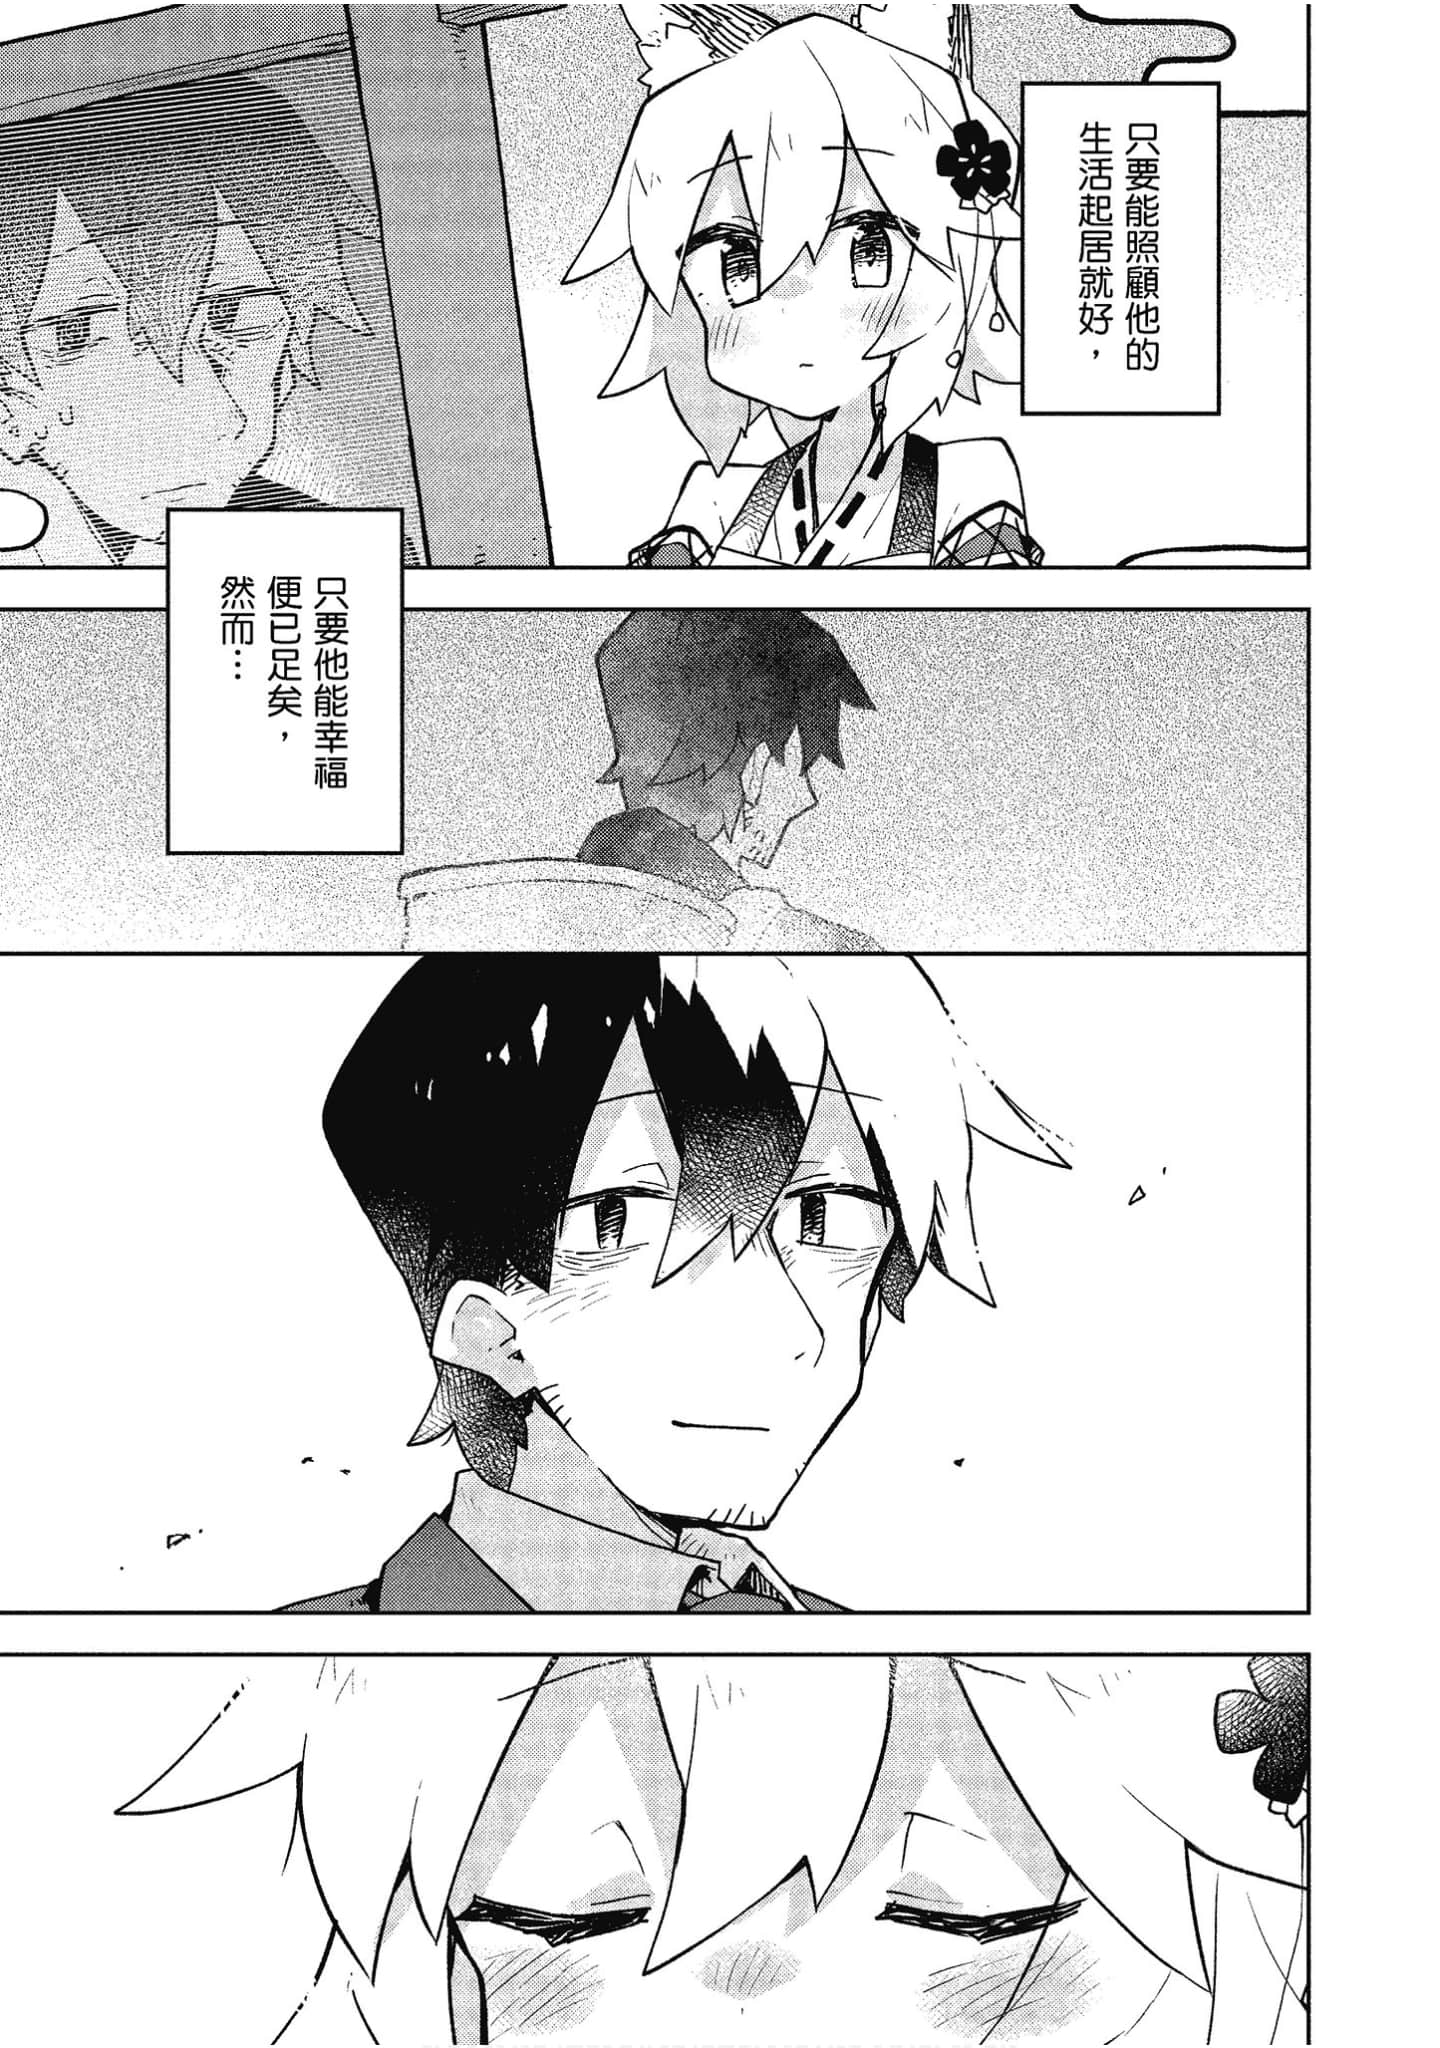 只要能照顧他的
生活起居就好，
只要他能幸福
便已足矣，
然而…